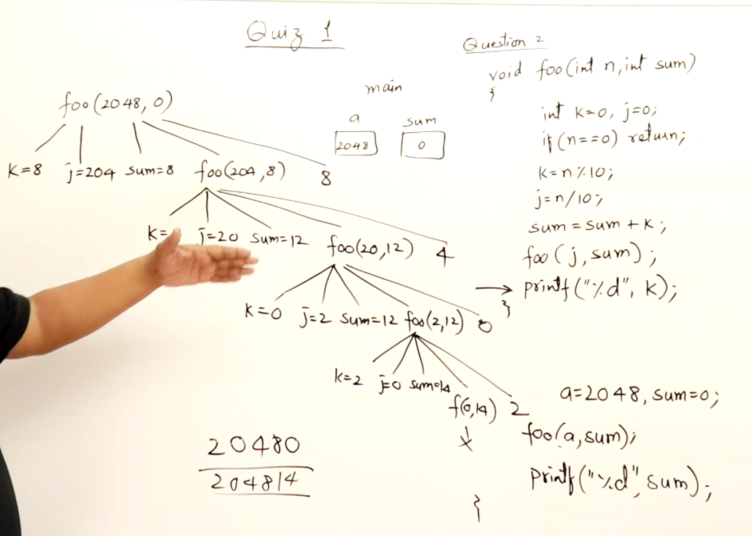 Quiz 1
Question 2
void foo(int n, int sum)
{
int k=0, j=0;
if (n==0) return;
k=n%10;
j=n/10;
sum=sum+k;
foo(j,sum);
printf("%d", k);
}
a=2048, sum=0;
foo(a,sum);
printf("%d", sum);
}
main
a sum
2048 0
foo(2048,0)
k=8 j=204 sum=8 foo(204,8) 8
k= j=20 sum=12 foo(20,12) 4
k=0 j=2 sum=12 foo(2,12) 0
k=2 j=0 sum=14 f(0,14) 2
x
20480
204814